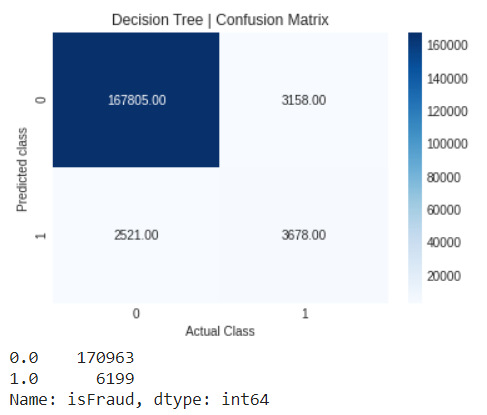 Decision Tree | Confusion Matrix
160000
0 167805.00 3158.00
140000
120000
100000
Predicted class
80000
60000
1 2521.00 3678.00
40000
20000
0 1
Actual Class
0.0 170963
1.0 6199
Name: isFraud, dtype: int64